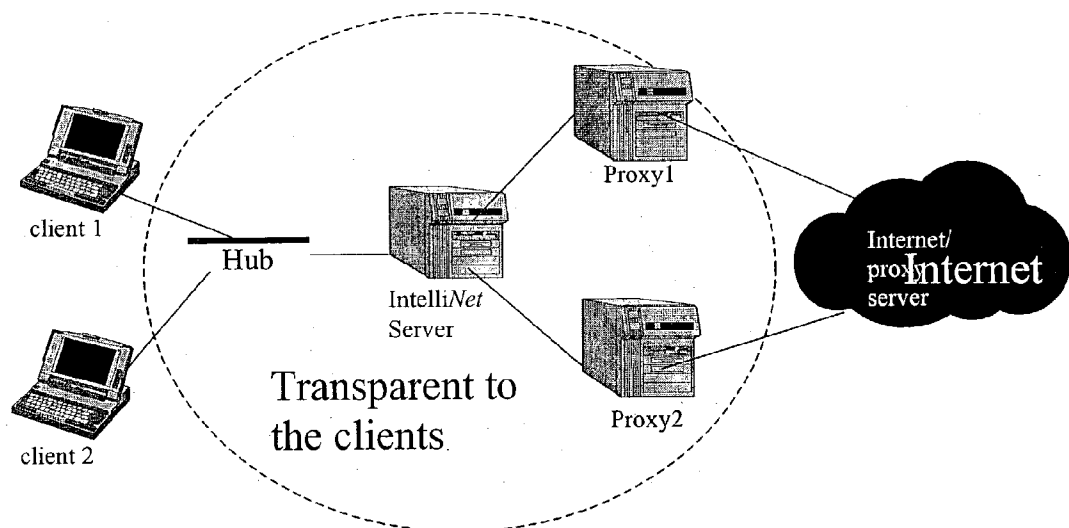 client 1
Hub
client 2
IntelliNet
Server
Transparent to
the clients
Proxy1
Proxy2
Internet/
proxy
server
Internet